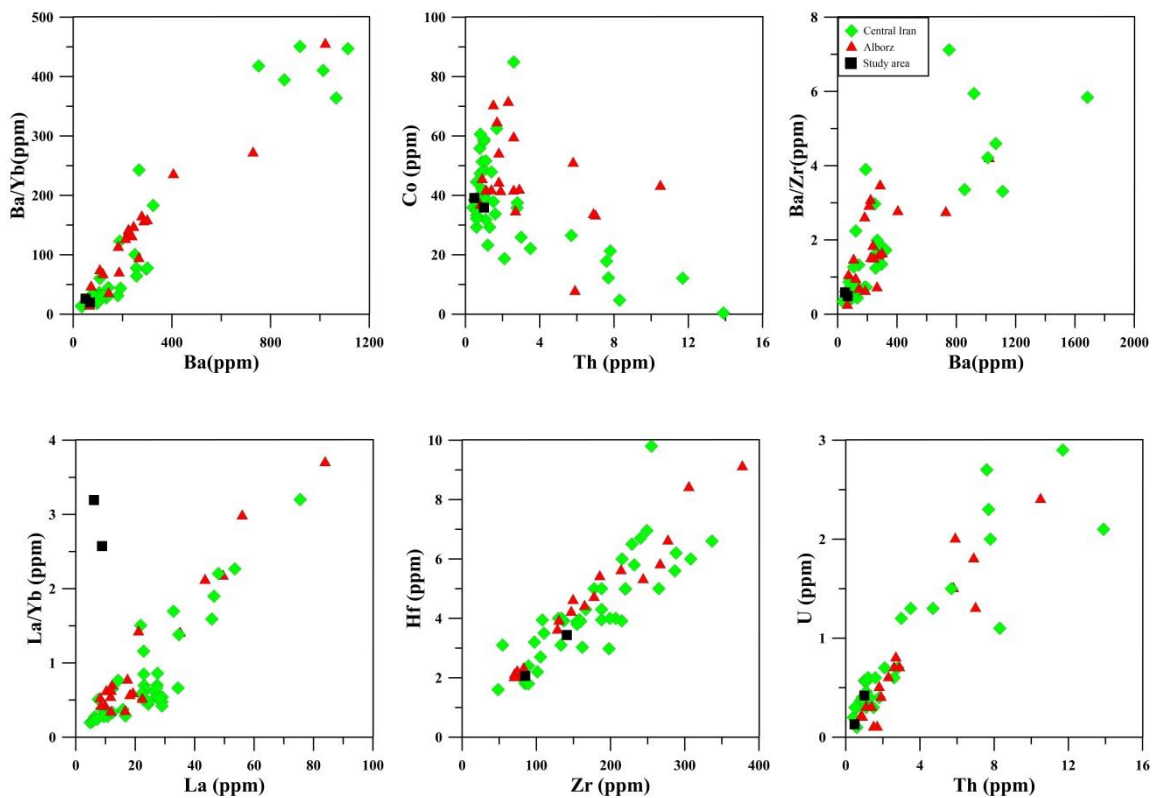 500
400
300
200
100
0
Ba/Yb(ppm)
0 400 800 1200
Ba(ppm)
100
80
60
40
20
0
Co (ppm)
0 4 8 12 16
Th (ppm)
8
6
4
2
0
Ba/Zr(ppm)
Central Iran
Alborz
Study area
0 400 800 1200 1600 2000
Ba(ppm)
4
3
2
1
0
La/Yb (ppm)
0 20 40 60 80 100
La (ppm)
10
8
6
4
2
0
Hf (ppm)
0 100 200 300 400
Zr (ppm)
3
2
1
0
U (ppm)
0 4 8 12 16
Th (ppm)